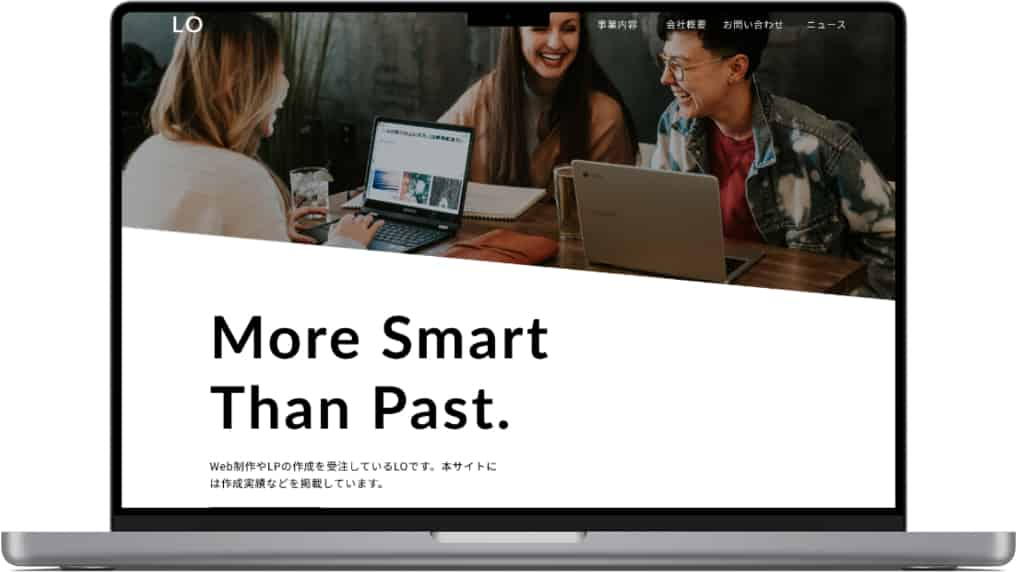 LO
事業内容 会社概要 お問い合わせ ニュース
More Smart
Than Past.
Web制作やLPの作成を受注しているLOです。本サイトに
は作成実績などを掲載しています。